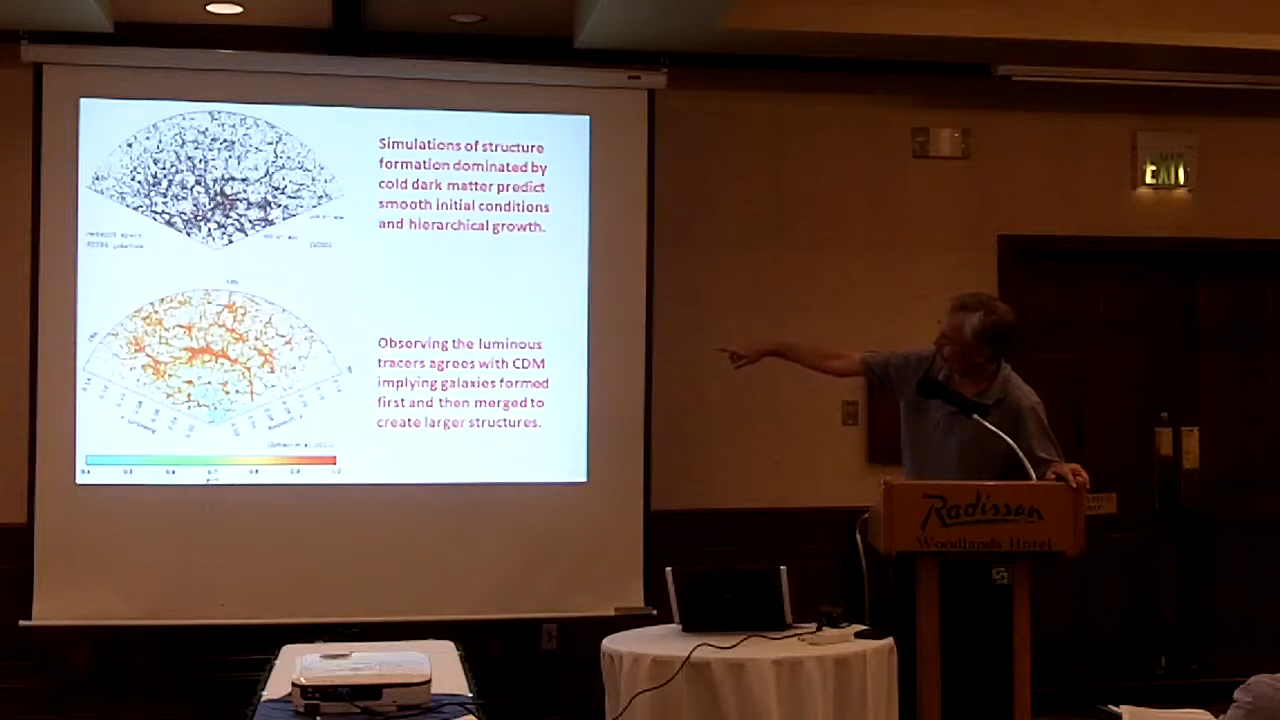 Simulations of structure
formation dominated by
cold dark matter predict
smooth initial conditions
and hierarchical growth.
Observing the luminous
tracers agrees with CDM
implying galaxies formed
first and then merged to
create larger structures.
EXIT
Radisson
Woodlands Hotel